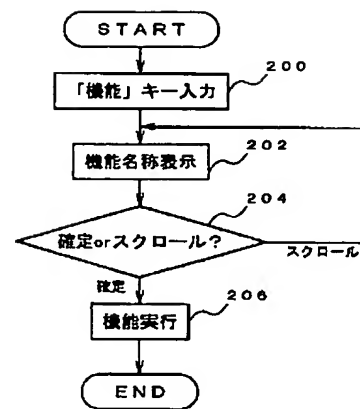 START
200
「機能」キー入力
202
機能名称表示
204
確定orスクロール？
スクロール
確定
206
機能実行
END